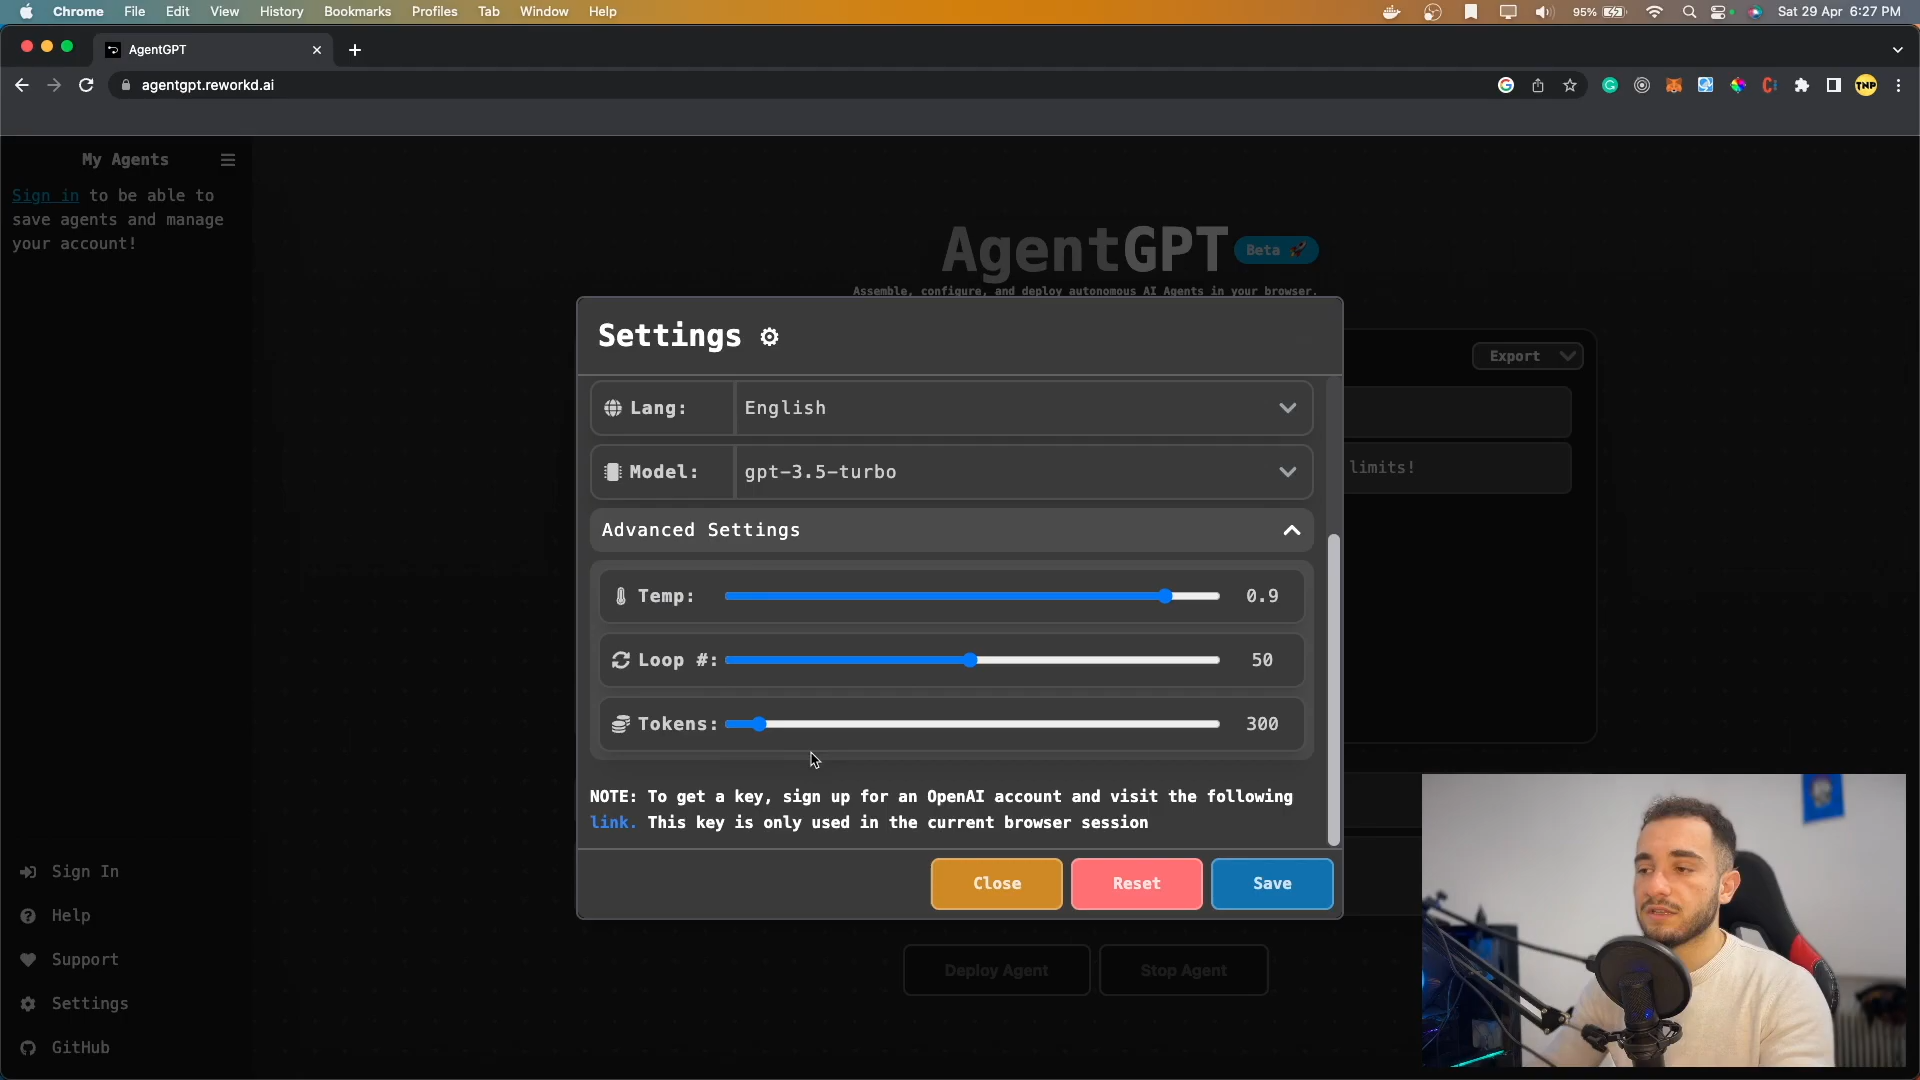 Chrome File Edit View History Bookmarks Profiles Tab Window Help
95% Sat 29 Apr 6:27 PM
AgentGPT
agentgpt.reworkd.ai
TNP
My Agents
Sign in to be able to
save agents and manage
your account!
AgentGPT Beta
Assemble, configure, and deploy autonomous AI Agents in your browser.
Export
limits!
Settings
Lang: English
Model: gpt-3.5-turbo
Advanced Settings
Temp: 0.9
Loop #: 50
Tokens: 300
NOTE: To get a key, sign up for an OpenAI account and visit the following
link. This key is only used in the current browser session
Close Reset Save
Deploy Agent Stop Agent
Sign In
Help
Support
Settings
GitHub